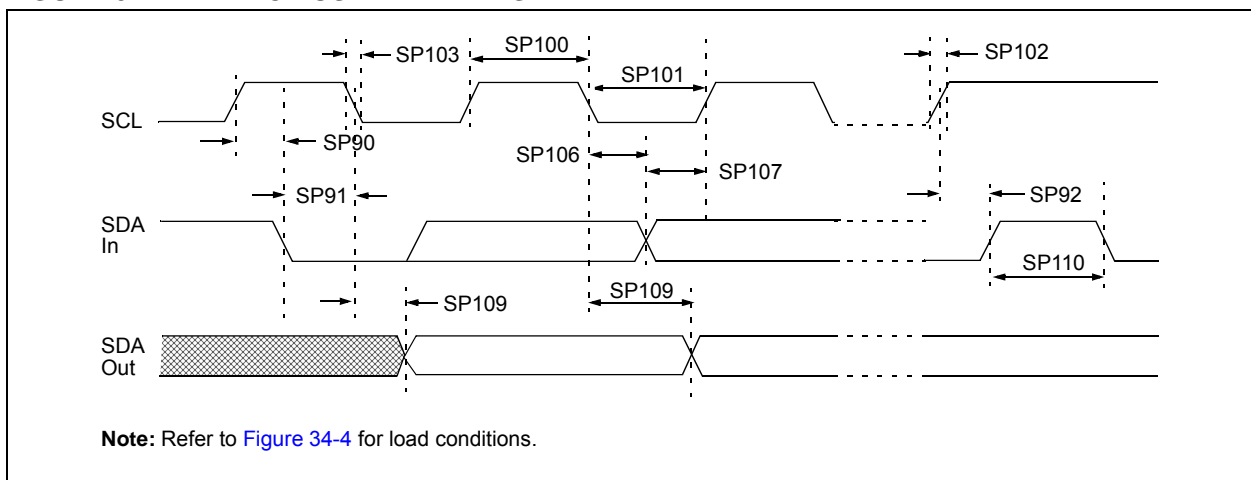 SP103
SP100
SP102
SP101
SCL
SP90
SP106
SP107
SP91
SP92
SDA
In
SP110
SP109
SP109
SDA
Out
Note: Refer to Figure 34-4 for load conditions.